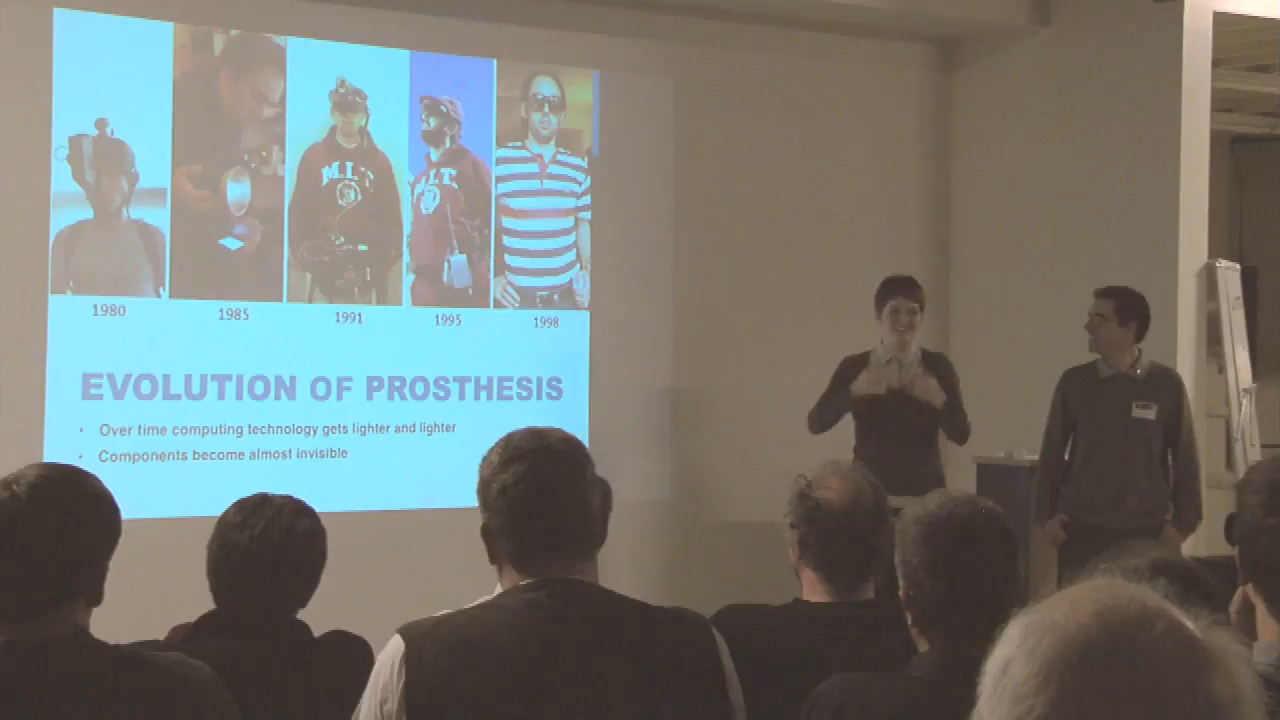 M.I.T.
M.I.T.
1980
1985
1991
1995
1998
EVOLUTION OF PROSTHESIS
• Over time computing technology gets lighter and lighter
• Components become almost invisible